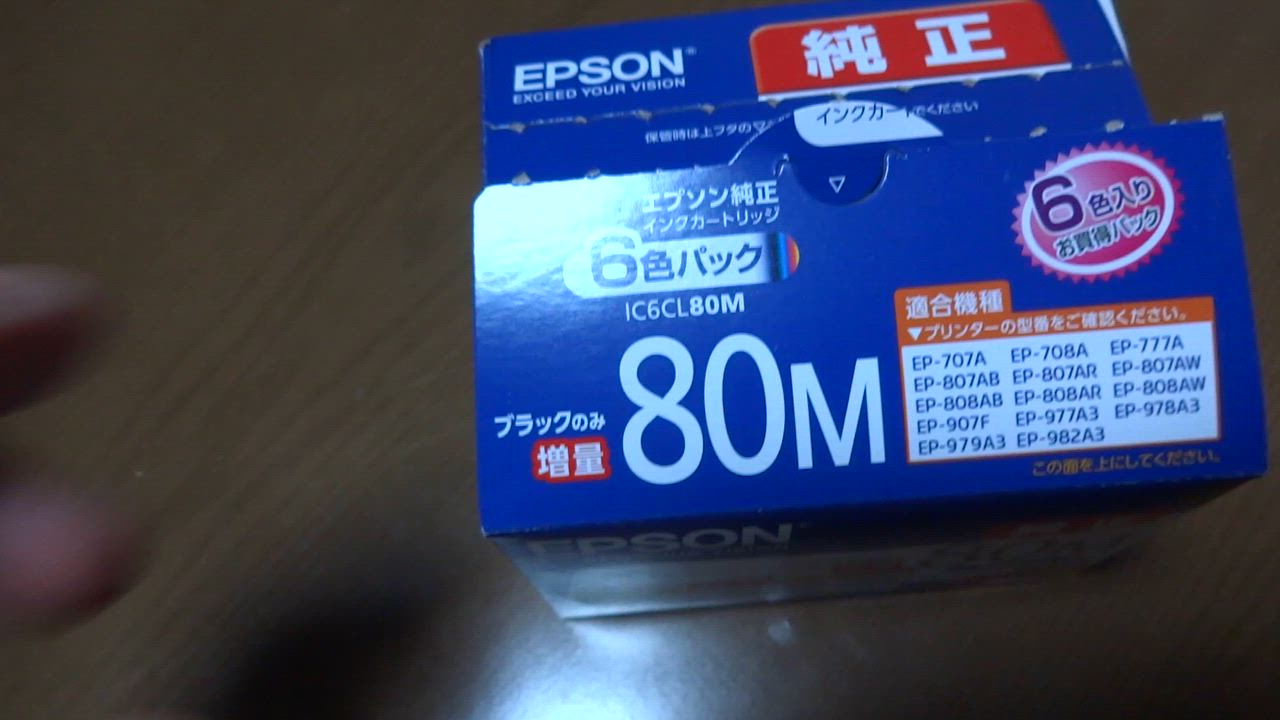 EPSON
EXCEED YOUR VISION
純正
保管時は上フタの
インクカー
でください
エプソン純正
インクカートリッジ
6色パック
IC6CL80M
ブラックのみ
増量
80M
6色入り
お買得パック
適合機種
▼プリンターの型番をご確認ください。
EP-707A EP-708A EP-777A
EP-807AB EP-807AR EP-807AW
EP-808AB EP-808AR EP-808AW
EP-907F EP-977A3 EP-978A3
EP-979A3 EP-982A3
この面を上にしてください。
EPSON